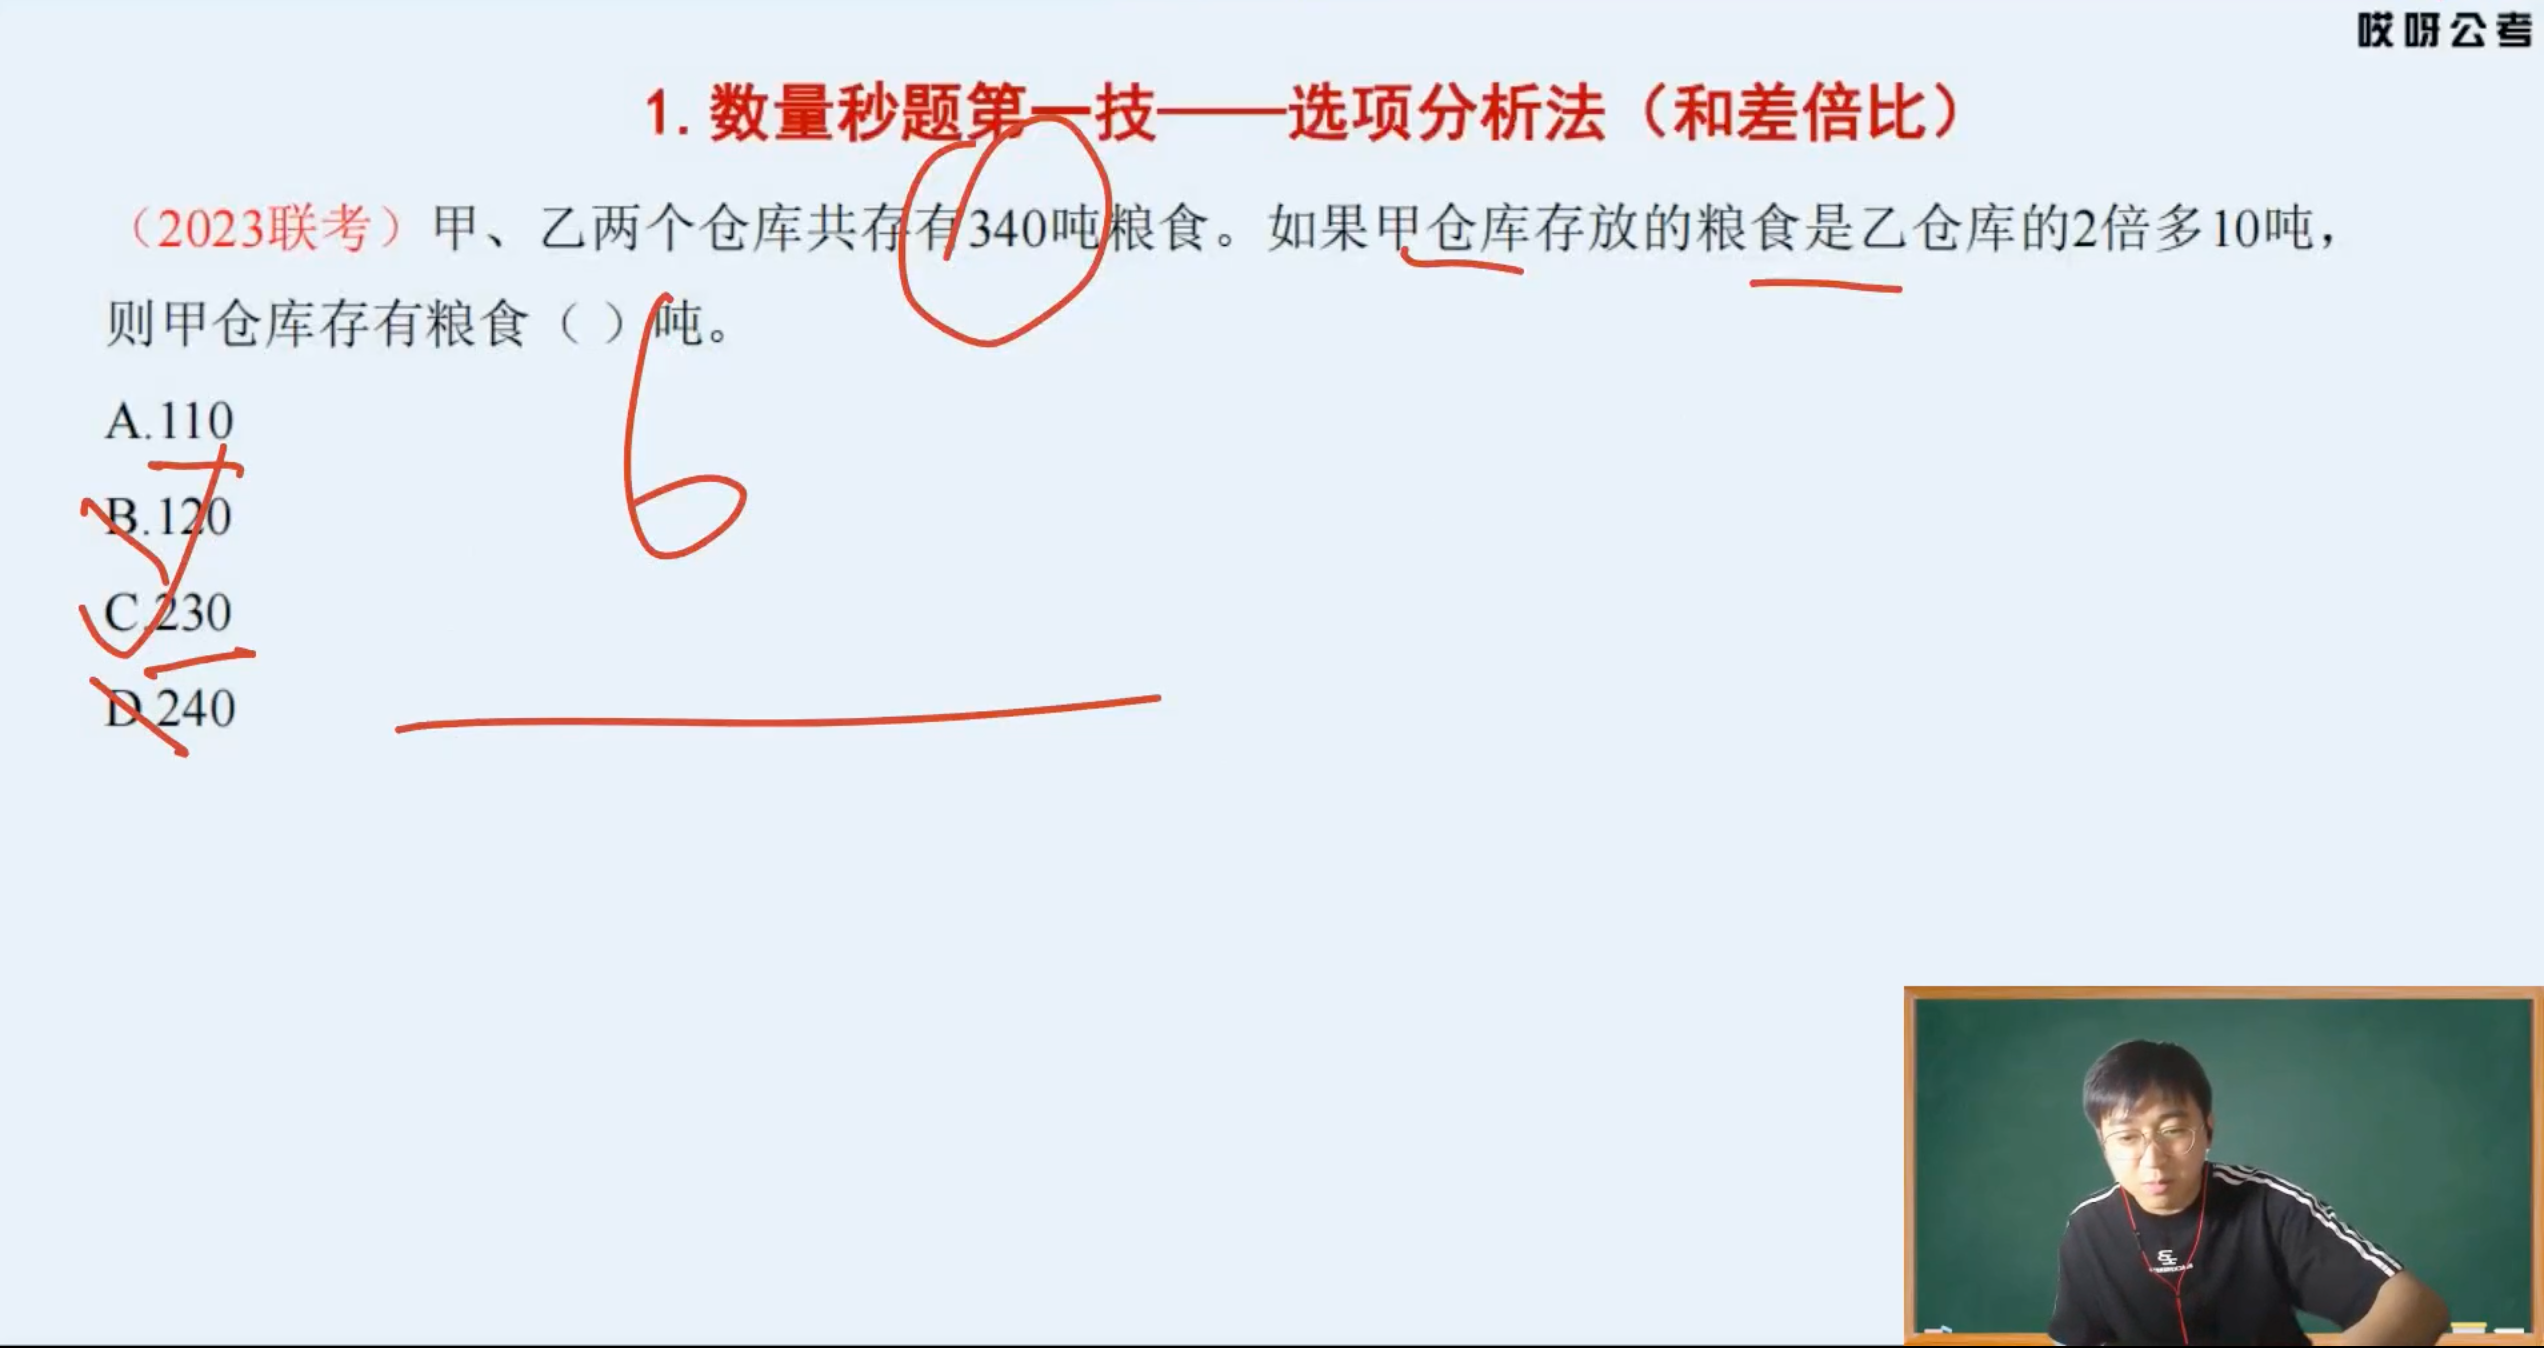 哎呀公考
1. 数量秒题第一技——选项分析法（和差倍比）
（2023联考）甲、乙两个仓库共存有340吨粮食。如果甲仓库存放的粮食是乙仓库的2倍多10吨，
则甲仓库存有粮食（ ）吨。
6
A.110
B.120
C.230
D.240